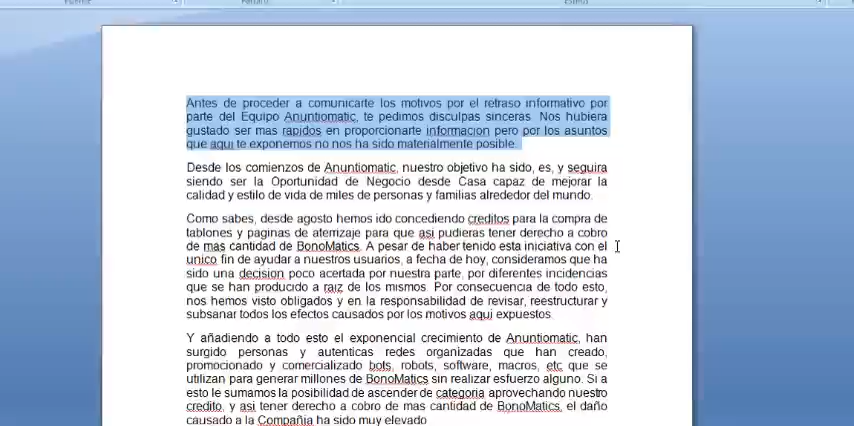 Antes de proceder a comunicarte los motivos por el retraso informativo por
parte del Equipo Anuntiomatic, te pedimos disculpas sinceras. Nos hubiera
gustado ser mas rapidos en proporcionarte informacion pero por los asuntos
que aqui te exponemos no nos ha sido materialmente posible.
Desde los comienzos de Anuntiomatic, nuestro objetivo ha sido, es, y seguira
siendo ser la Oportunidad de Negocio desde Casa capaz de mejorar la
calidad y estilo de vida de miles de personas y familias alrededor del mundo.
Como sabes, desde agosto hemos ido concediendo creditos para la compra de
tablones y paginas de aterrizaje para que asi pudieras tener derecho a cobro
de mas cantidad de BonoMatics. A pesar de haber tenido esta iniciativa con el
unico fin de ayudar a nuestros usuarios, a fecha de hoy, consideramos que ha
sido una decision poco acertada por nuestra parte, por diferentes incidencias
que se han producido a raiz de los mismos. Por consecuencia de todo esto,
nos hemos visto obligados y en la responsabilidad de revisar, reestructurar y
subsanar todos los efectos causados por los motivos aqui expuestos.
Y añadiendo a todo esto el exponencial crecimiento de Anuntiomatic, han
surgido personas y autenticas redes organizadas que han creado,
promocionado y comercializado bots, robots, software, macros, etc que se
utilizan para generar millones de BonoMatics sin realizar esfuerzo alguno. Si a
esto le sumamos la posibilidad de ascender de categoria aprovechando nuestro
credito, y asi tener derecho a cobro de mas cantidad de BonoMatics, el daño
causado a la Compañia ha sido muy elevado